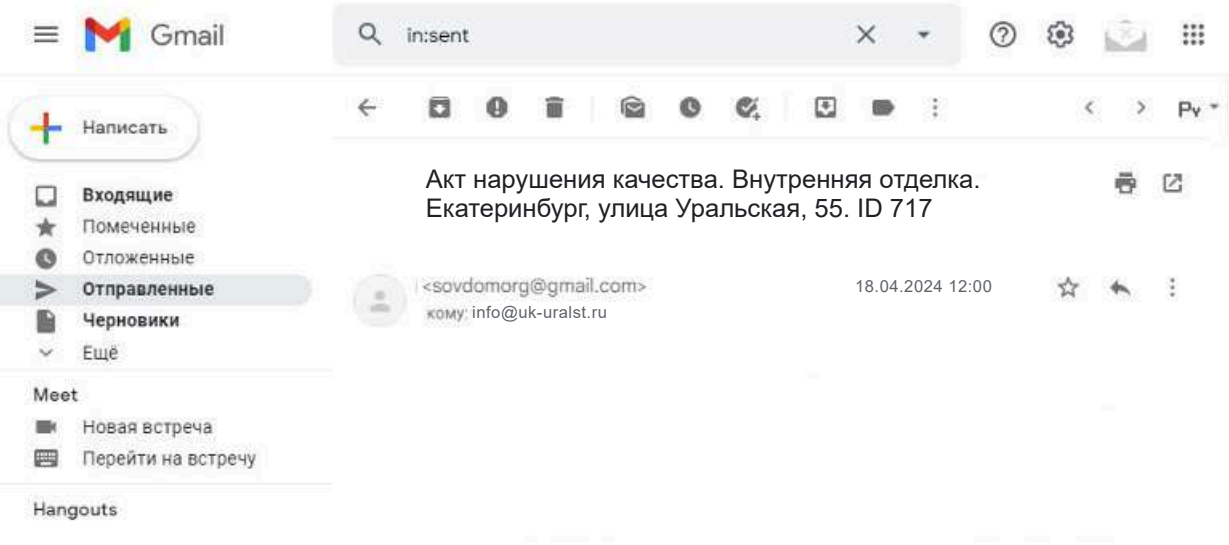 Gmail
in:sent
Написать
Ру
Входящие
Помеченные
Отложенные
Отправленные
Черновики
Ещё
Meet
Новая встреча
Перейти на встречу
Hangouts
Акт нарушения качества. Внутренняя отделка.
Екатеринбург, улица Уральская, 55. ID 717
<sovdomorg@gmail.com>
18.04.2024 12:00
кому: info@uk-uralst.ru